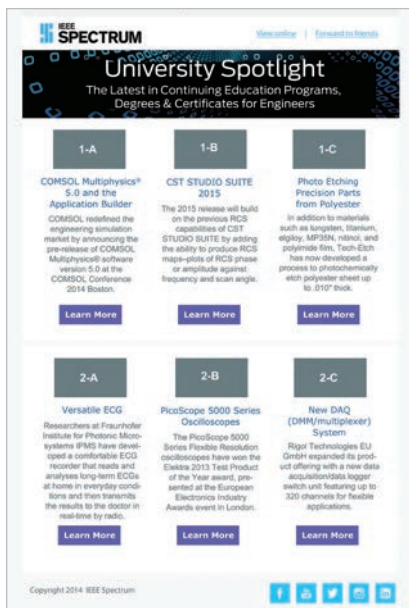 IEEE
SPECTRUM
View online | Forward to friends
University Spotlight
The Latest in Continuing Education Programs,
Degrees & Certificates for Engineers
1-A
COMSOL Multiphysics®
5.0 and the
Application Builder
COMSOL redefined the
engineering simulation
market by announcing the
pre-release of COMSOL
Multiphysics® software
version 5.0 at the
COMSOL Conference
2014 Boston.
Learn More
1-B
CST STUDIO SUITE
2015
The 2015 release will build
on the previous RCS
capabilities of CST
STUDIO SUITE by adding
the ability to produce RCS
maps–plots of RCS phase
or amplitude against
frequency and scan angle.
Learn More
1-C
Photo Etching
Precision Parts
from Polyester
In addition to materials
such as tungsten, titanium,
elgiloy, MP35N, nitinol, and
polyimide film, Tech-Etch
has now developed a
process to photochemically
etch polyester sheet up
to .010" thick.
Learn More
2-A
Versatile ECG
Researchers at Fraunhofer
Institute for Photonic Micro-
systems IPMS have devel-
oped a comfortable ECG
recorder that reads and
analyses long-term ECGs
at home in everyday condi-
tions and then transmits
the results to the doctor in
real-time by radio.
Learn More
2-B
PicoScope 5000 Series
Oscilloscopes
The PicoScope 5000
Series Flexible Resolution
oscilloscopes have won the
Elektra 2013 Test Product
of the Year award, pre-
sented at the European
Electronics Industry
Awards event in London.
Learn More
2-C
New DAQ
(DMM/multiplexer)
System
Rigol Technologies EU
GmbH expanded its prod-
uct offering with a new data
acquisition/data logger
switch unit featuring up to
320 channels for flexible
applications.
Learn More
Copyright 2014 IEEE Spectrum